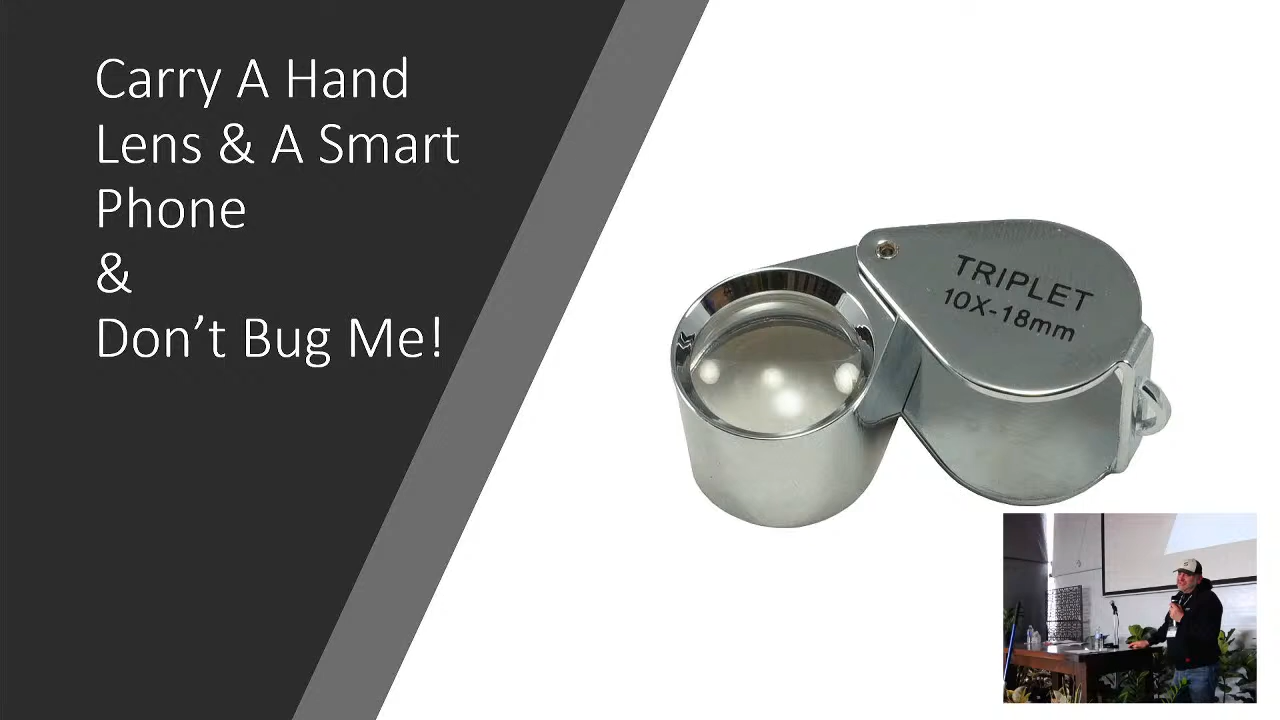 Carry A Hand
Lens & A Smart
Phone
&
Don’t Bug Me!
TRIPLET
10X-18mm